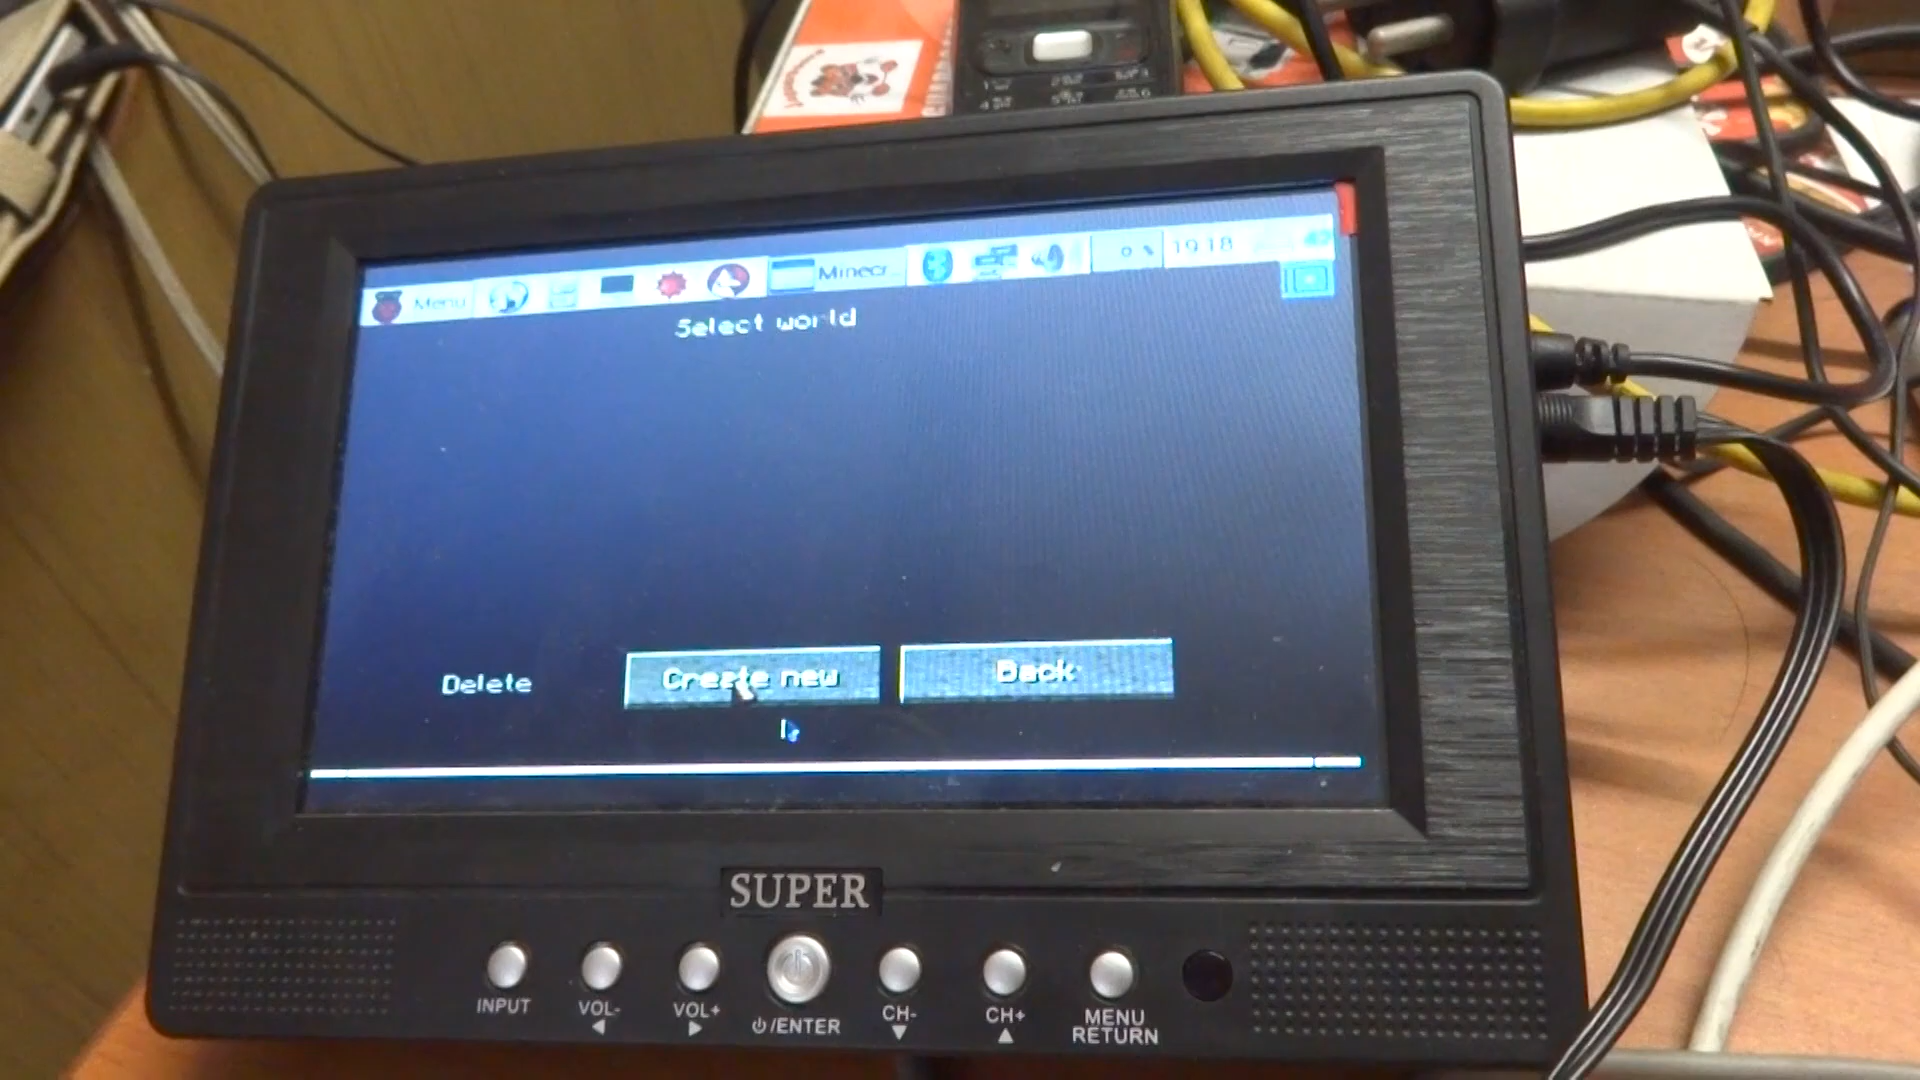 Menu
Minecr...
19:18
Select world
Delete
Create new
Back
SUPER
INPUT
VOL-
VOL+
/ENTER
CH-
CH+
MENU
RETURN